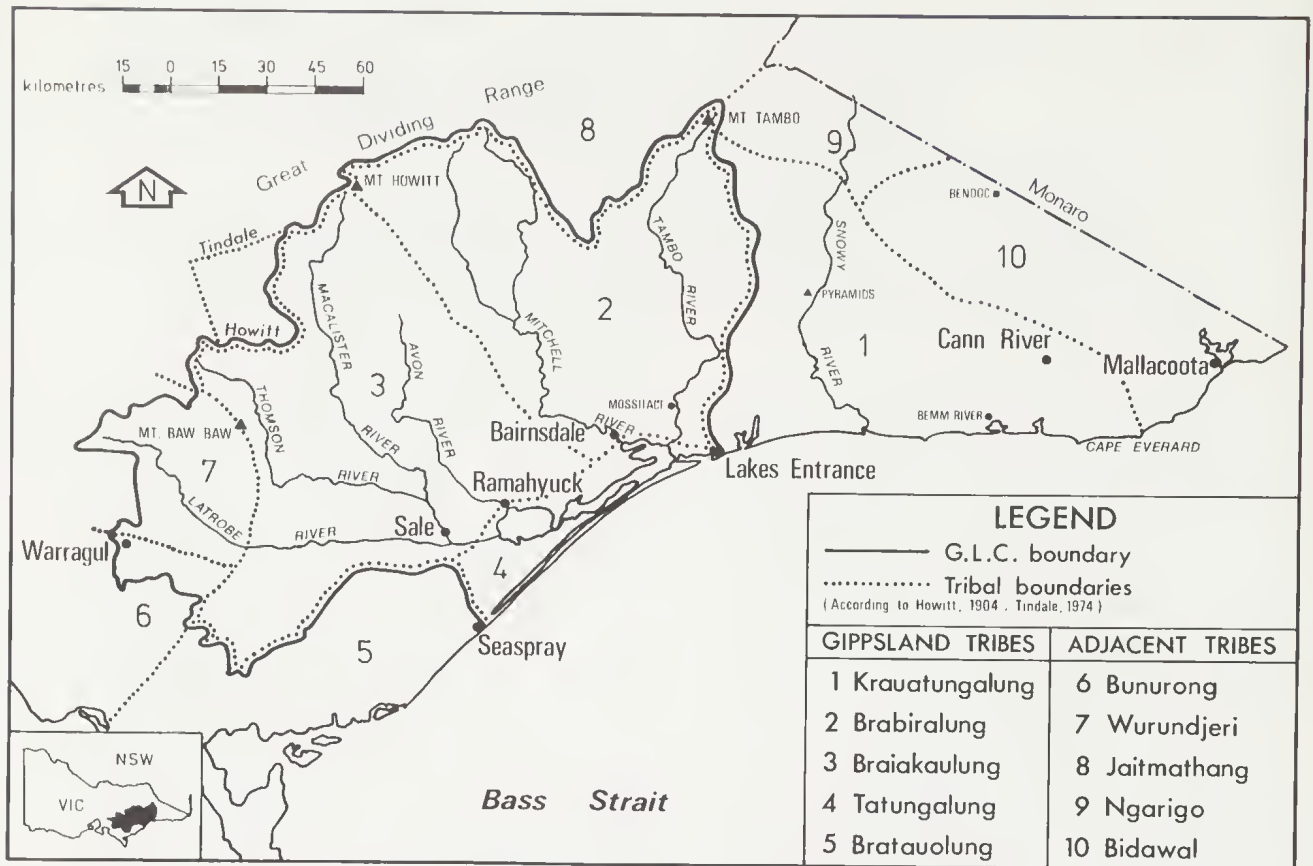 15 0 15 30 45 60
kilometres
Great Dividing Range
8
MT TAMBO
9
N
MT HOWITT
Tindale
BENDOC
Monaro
SNOWY
TAMBO
RIVER
10
2
PYRAMIDS
MACALISTER
MITCHELL
Howitt
AVON
1
Cann River
Mallacoota
3
RIVER
THOMSON
MOSSIIACT
BEMM RIVER
MT. BAW BAW
RIVER
RIVER
Bairnsdale
RIVER
CAPE EVERARD
7
Lakes Entrance
RIVER
Ramahyuck
LATROBE
RIVER
Sale
Warragul
4
6
5
Seaspray
NSW
VIC
Bass Strait
LEGEND
G.L.C. boundary
Tribal boundaries
(According to Howitt, 1904 , Tindale, 1974)
GIPPSLAND TRIBES
1 Krauatungalung
2 Brabiralung
3 Braiakaulung
4 Tatungalung
5 Bratauolung
ADJACENT TRIBES
6 Bunurong
7 Wurundjeri
8 Jaitmathang
9 Ngarigo
10 Bidawal